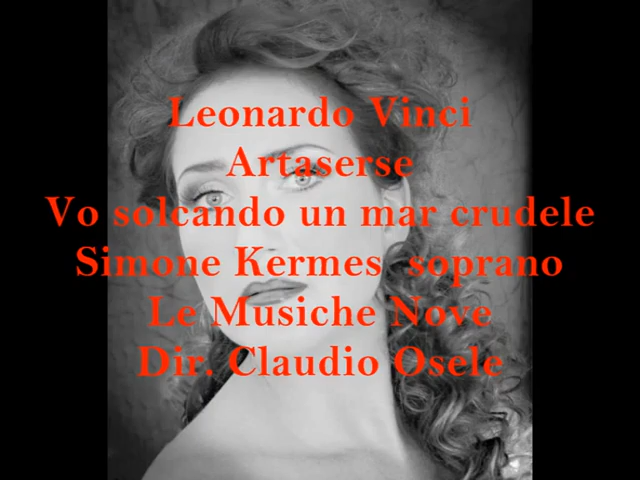 Leonardo Vinci
Artaserse
Vo solcando un mar crudele
Simone Kermes soprano
Le Musiche Nove
Dir. Claudio Osele